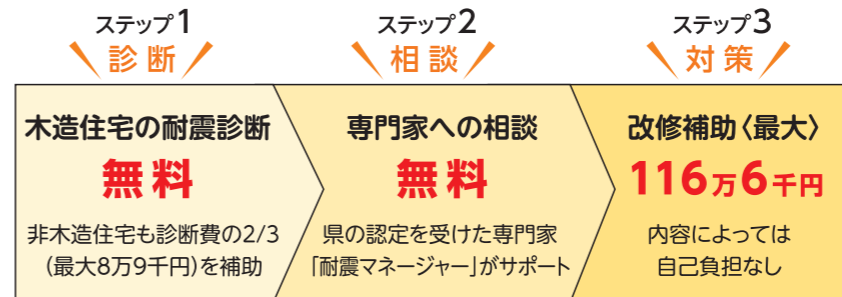 ステップ1
診断
木造住宅の耐震診断
無料
非木造住宅も診断費の2/3
(最大8万9千円)を補助
ステップ2
相談
専門家への相談
無料
県の認定を受けた専門家
「耐震マネージャー」がサポート
ステップ3
対策
改修補助〈最大〉
116万6千円
内容によっては
自己負担なし